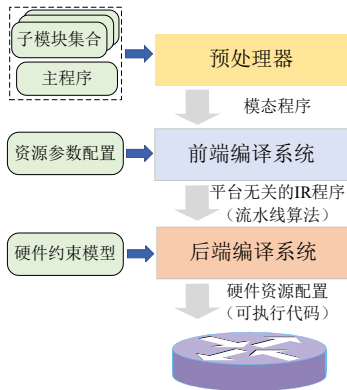 子模块集合
主程序
预处理器
模态程序
资源参数配置
前端编译系统
平台无关的IR程序
（流水线算法）
硬件约束模型
后端编译系统
硬件资源配置
（可执行代码）